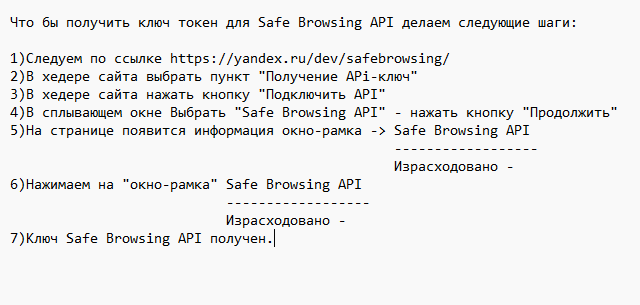 Что бы получить ключ токен для Safe Browsing API делаем следующие шаги:
1)Следуем по ссылке https://yandex.ru/dev/safebrowsing/
2)В хедере сайта выбрать пункт "Получение APi-ключ"
3)В хедере сайта нажать кнопку "Подключить API"
4)В сплывающем окне Выбрать "Safe Browsing API" - нажать кнопку "Продолжить"
5)На странице появится информация окно-рамка -> Safe Browsing API
------------------
Израсходовано -
6)Нажимаем на "окно-рамка" Safe Browsing API
------------------
Израсходовано -
7)Ключ Safe Browsing API получен.